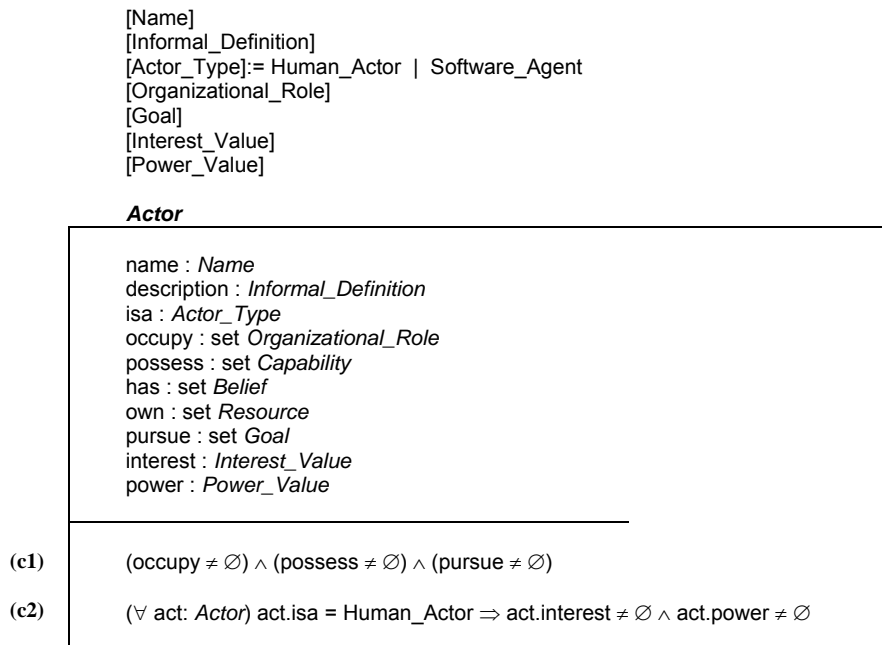 [Name]
[Informal_Definition]
[Actor_Type]:= Human_Actor | Software_Agent
[Organizational_Role]
[Goal]
[Interest_Value]
[Power_Value]
Actor
name : Name
description : Informal_Definition
isa : Actor_Type
occupy : set Organizational_Role
possess : set Capability
has : set Belief
own : set Resource
pursue : set Goal
interest : Interest_Value
power : Power_Value
(c1) (occupy ≠ ∅) ∧ (possess ≠ ∅) ∧ (pursue ≠ ∅)
(c2) (∀ act: Actor) act.isa = Human_Actor ⇒ act.interest ≠ ∅ ∧ act.power ≠ ∅